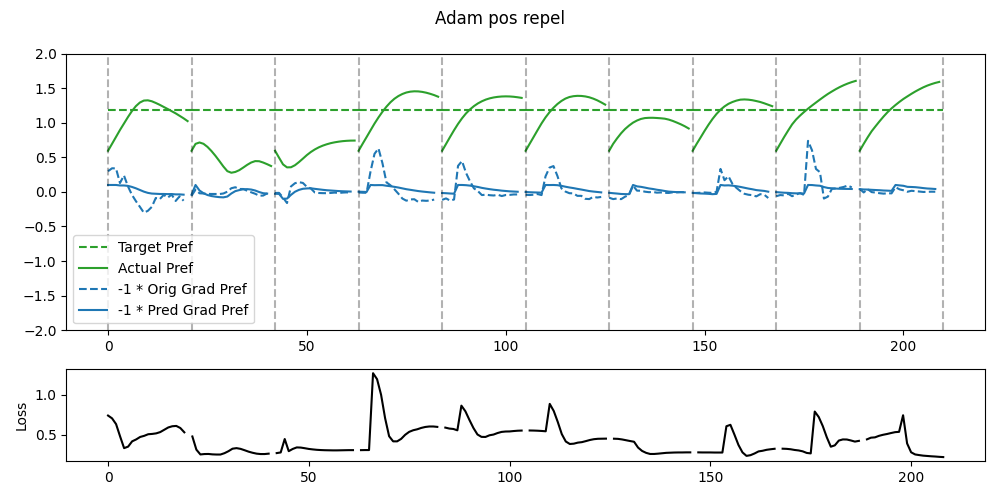 Adam pos repel
2.0
1.5
1.0
0.5
0.0
−0.5
−1.0
−1.5
−2.0
Target Pref
Actual Pref
-1 * Orig Grad Pref
-1 * Pred Grad Pref
0 50 100 150 200
Loss
1.0
0.5
0 50 100 150 200